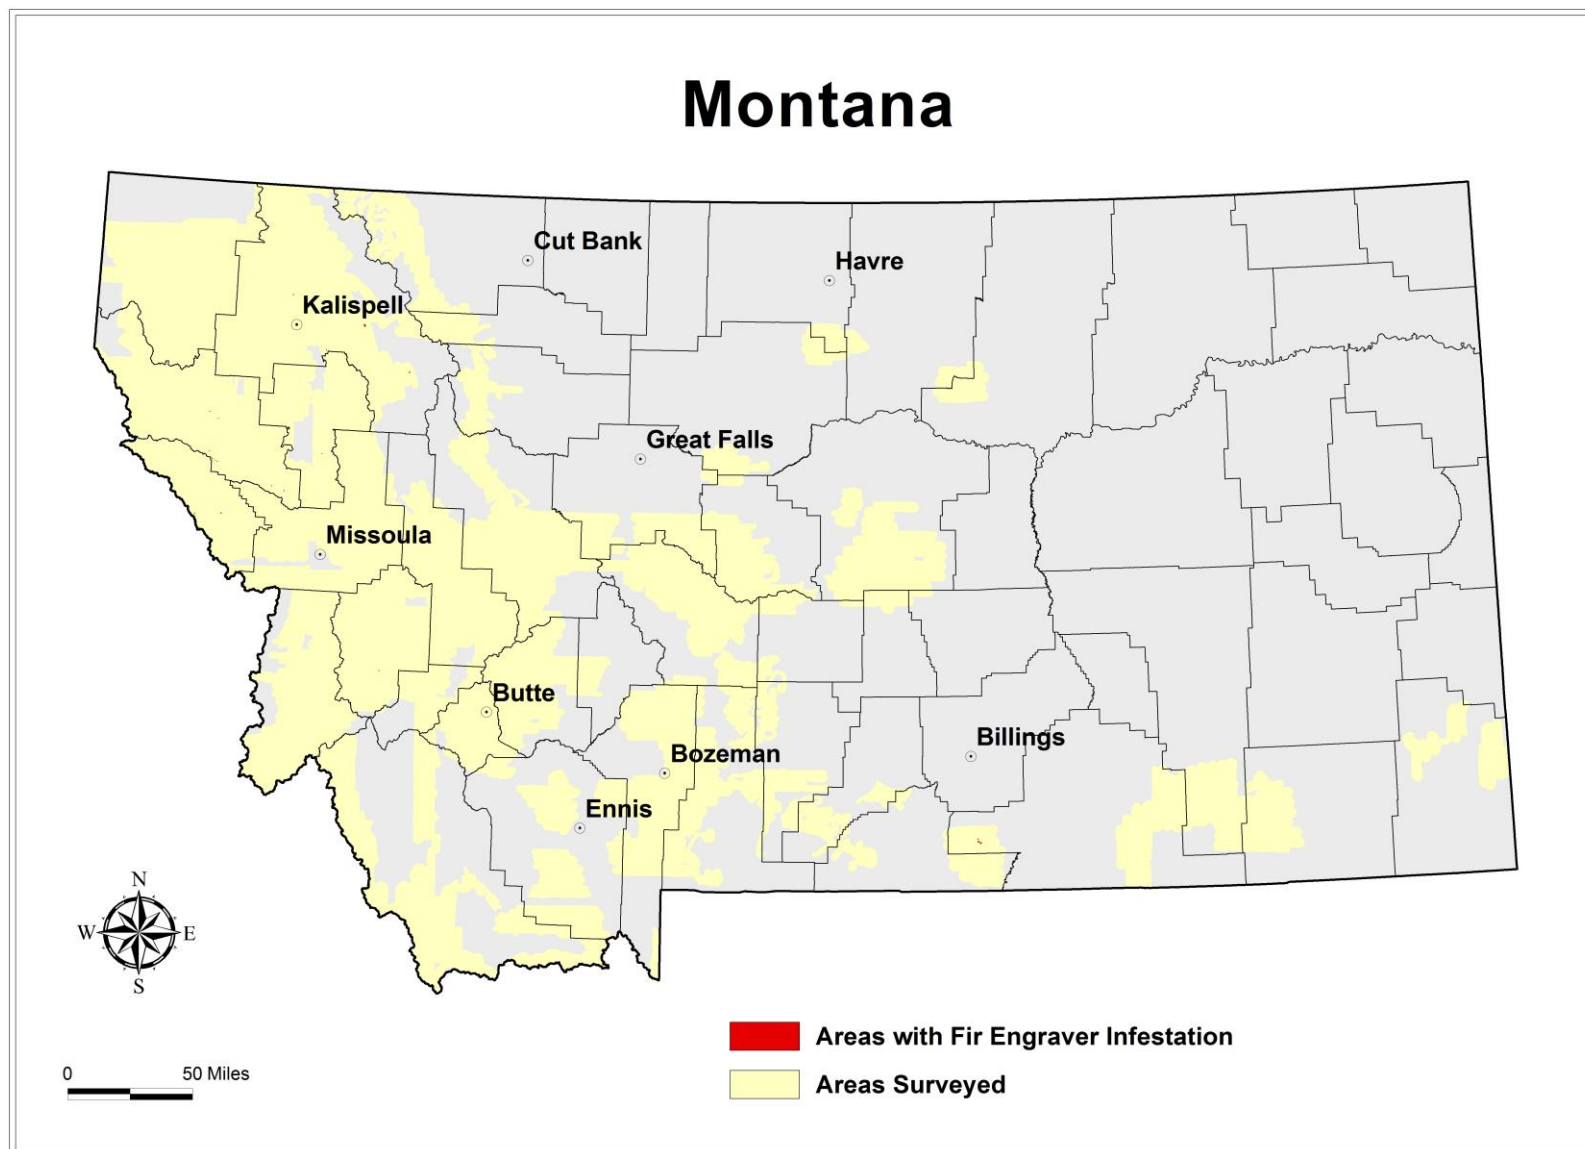 Montana
Cut Bank
Havre
Kalispell
Great Falls
Missoula
Butte
Bozeman
Billings
Ennis
N
W E
S
Areas with Fir Engraver Infestation
0 50 Miles
Areas Surveyed